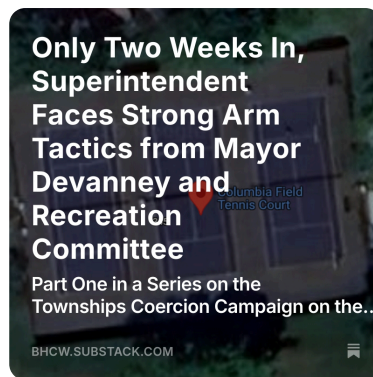 Only Two Weeks In,
Superintendent
Faces Strong Arm
Tactics from Mayor
Devanney and
Recreation
Committee
Columbia Field
Tennis Court
Part One in a Series on the
Townships Coercion Campaign on the…
BHCW.SUBSTACK.COM